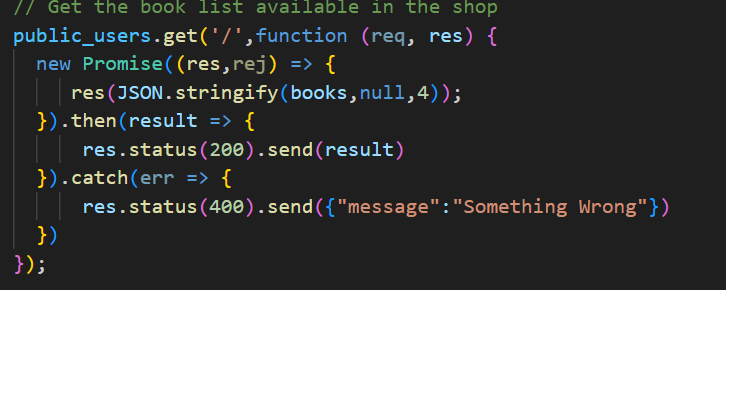 // Get the book list available in the shop
public_users.get('/',function (req, res) {
new Promise((res,rej) => {
res(JSON.stringify(books,null,4));
}).then(result => {
res.status(200).send(result)
}).catch(err => {
res.status(400).send({"message":"Something Wrong"})
})
});